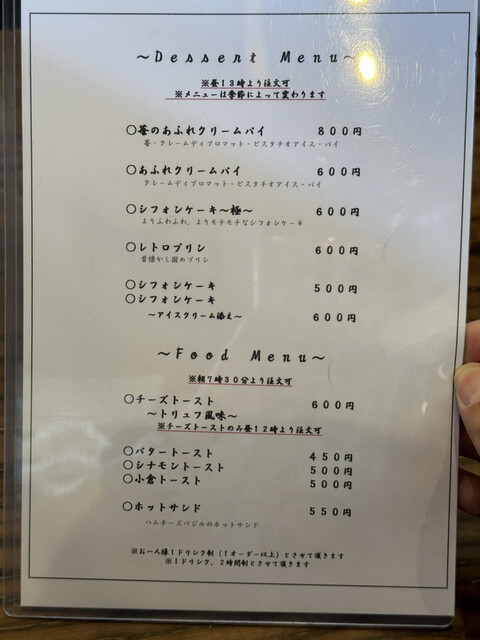 ～Dessert Menu～
※昼13時より注文可
※メニューは季節によって変わります
○苺のあふれクリームパイ 800円
苺・クレームディプロマット・ピスタチオアイス・パイ
○あふれクリームパイ 600円
クレームディプロマット・ピスタチオアイス・パイ
○シフォンケーキ～極～ 600円
よりふわふわ、よりモチモチなシフォンケーキ
○レトロプリン 600円
昔懐かし固めプリン
○シフォンケーキ 500円
○シフォンケーキ
～アイスクリーム添え～ 600円
～Food Menu～
※朝7時30分より注文可
○チーズトースト 600円
～トリュフ風味～
※チーズトーストのみ昼12時より注文可
○バタートースト 450円
○シナモントースト 500円
○小倉トースト 500円
○ホットサンド 550円
ハムチーズバジルのホットサンド
※お一人様1ドリンク制（1オーダー以上）とさせて頂きます
※1ドリンク、2時間制とさせて頂きます